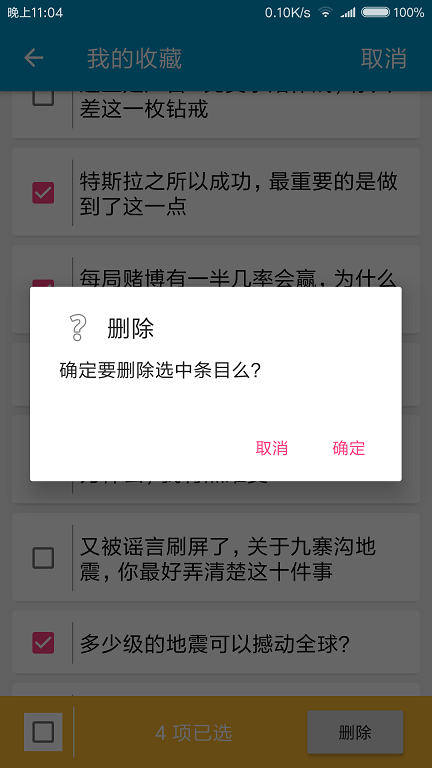 晚上11:04
0.10K/s
100%
我的收藏
取消
差这一枚钻戒
特斯拉之所以成功，最重要的是做
到了这一点
每局赌博有一半几率会赢，为什么
删除
确定要删除选中条目么?
取消
确定
又被谣言刷屏了，关于九寨沟地
震，你最好弄清楚这十件事
多少级的地震可以撼动全球?
4 项已选
删除